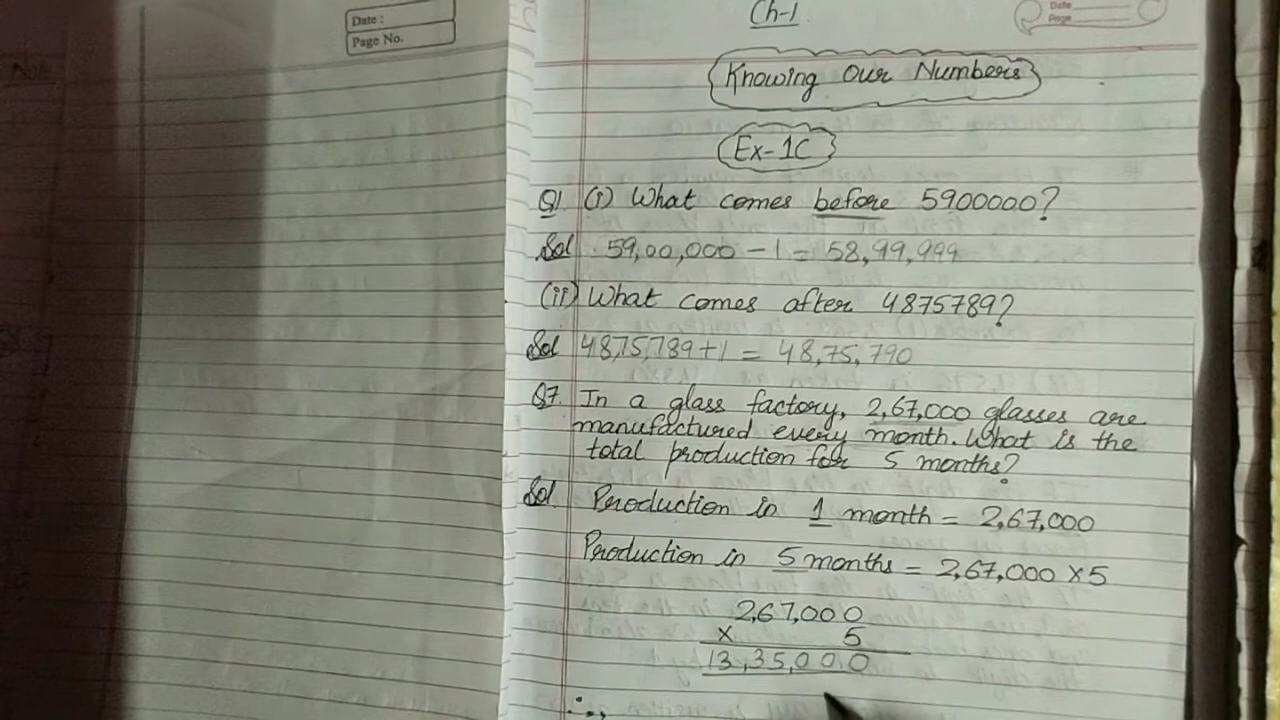 Date :
Page No.
Ch-1
Date
Page
Knowing Our Numbers
Ex-1C
Q1. (i) What comes before 5900000?
Sol. 59,00,000 - 1 = 58,99,999
(ii) What comes after 4875789?
Sol 48,75,789 + 1 = 48,75,790
Q7. In a glass factory, 2,67,000 glasses are
manufactured every month. What is the
total production for 5 months?
Sol. Production in 1 month = 2,67,000
Production in 5 months = 2,67,000 × 5
2,67,000
× 5
13,35,000
∴,